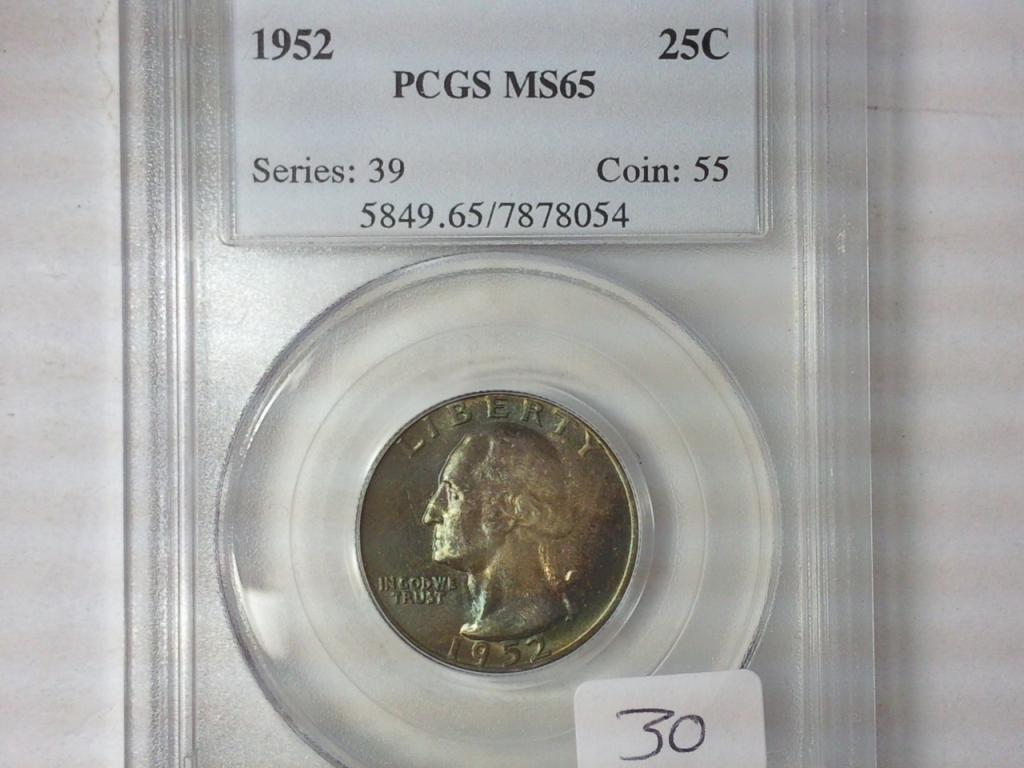 1952 25C
PCGS MS65
Series: 39 Coin: 55
5849.65/7878054
LIBERTY
IN GOD WE
TRUST
1952
30